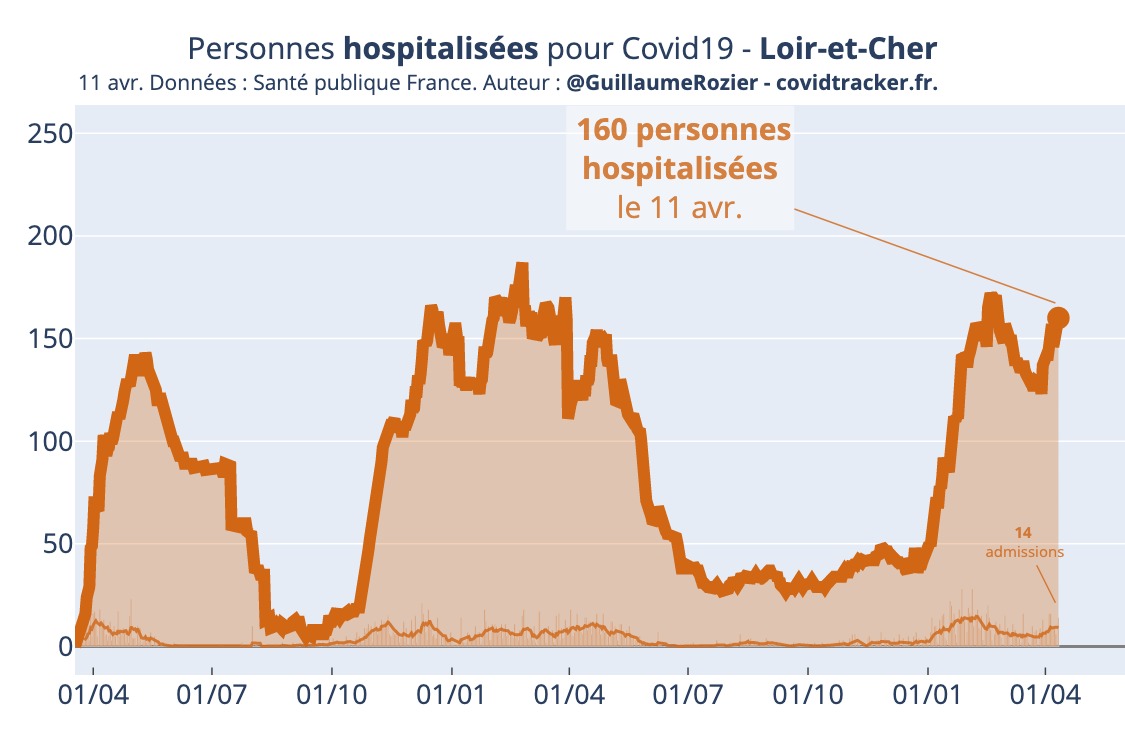 Personnes hospitalisées pour Covid19 - Loir-et-Cher
11 avr. Données : Santé publique France. Auteur : @GuillaumeRozier - covidtracker.fr.
160 personnes
hospitalisées
le 11 avr.
250
200
150
100
50
0
14
admissions
01/04
01/07
01/10
01/01
01/04
01/07
01/10
01/01
01/04